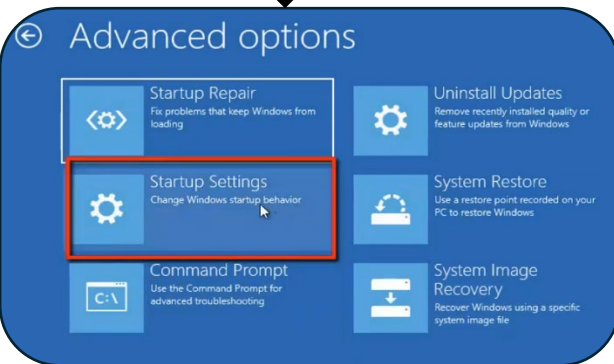 Advanced options
Startup Repair
Fix problems that keep Windows from
loading
Uninstall Updates
Remove recently installed quality or
feature updates from Windows
Startup Settings
Change Windows startup behavior
System Restore
Use a restore point recorded on your
PC to restore Windows
Command Prompt
Use the Command Prompt for
advanced troubleshooting
C:\
System Image
Recovery
Recover Windows using a specific
system image file